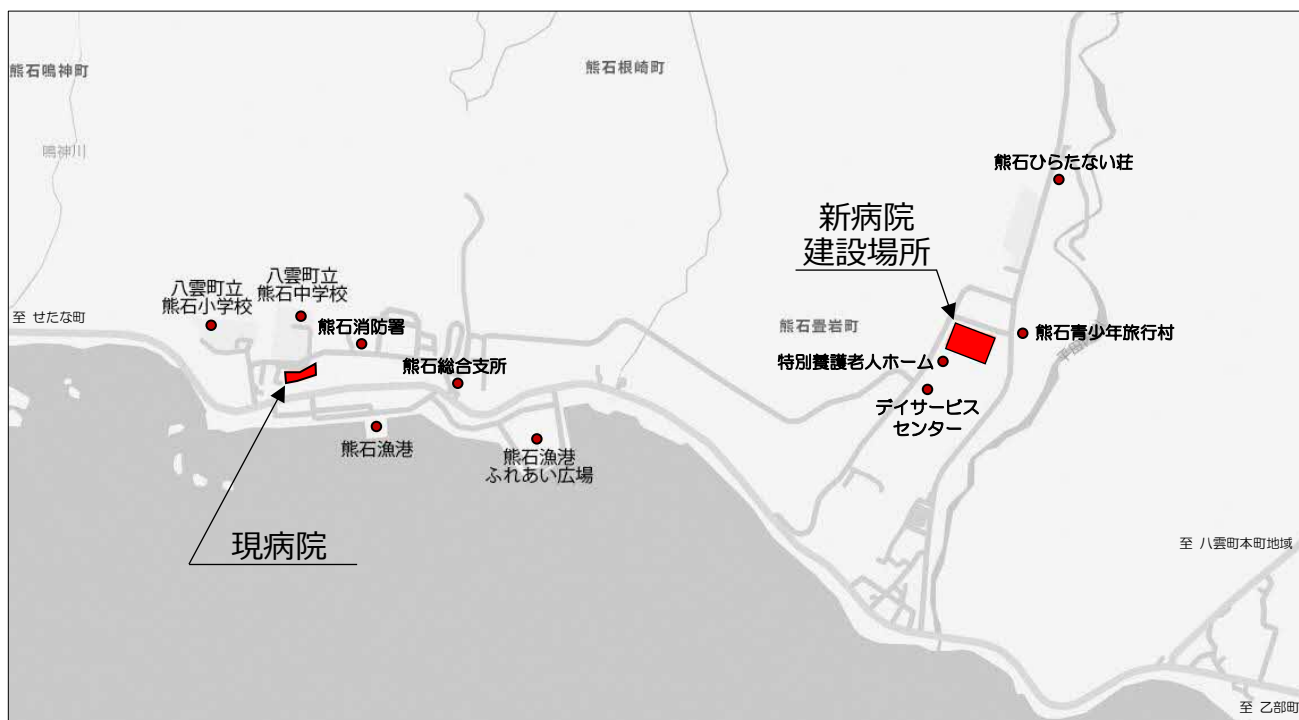 熊石鳴神町
熊石根崎町
鳴神川
熊石ひらたない荘
新病院
建設場所
八雲町立
熊石小学校
八雲町立
熊石中学校
至 せたな町
熊石消防署
熊石総合支所
熊石畳岩町
熊石青少年旅行村
特別養護老人ホーム
デイサービス
センター
熊石漁港
熊石漁港
ふれあい広場
現病院
至 八雲町本町地域
至 乙部町